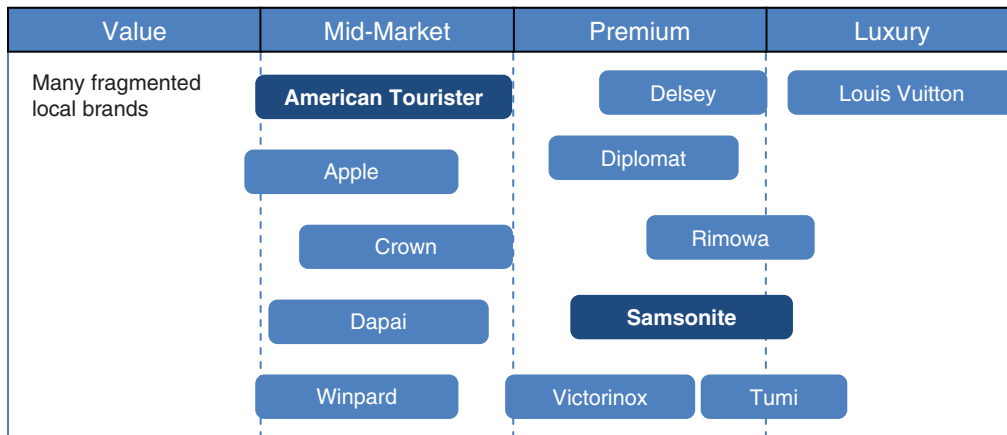 Value
Mid-Market
Premium
Luxury
Many fragmented
local brands
American Tourister
Delsey
Louis Vuitton
Apple
Diplomat
Crown
Rimowa
Dapai
Samsonite
Winpard
Victorinox
Tumi